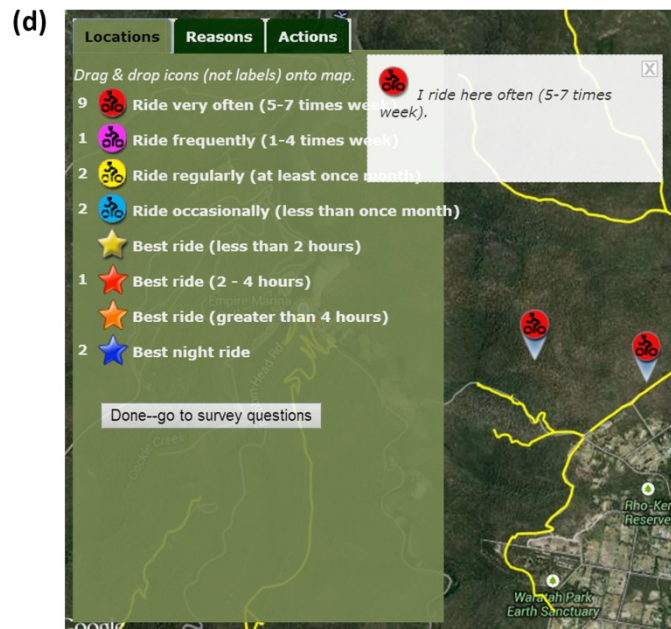 (d)
Locations Reasons Actions
Drag & drop icons (not labels) onto map.
I ride here often (5-7 times
week).
X
9 Ride very often (5-7 times week)
1 Ride frequently (1-4 times week)
2 Ride regularly (at least once month)
2 Ride occasionally (less than once month)
Best ride (less than 2 hours)
1 Best ride (2 - 4 hours)
Empire Marina
Best ride (greater than 4 hours)
2 Best night ride
Head Rd
Done--go to survey questions
Cockle Creek
Reserve
Waratah Park
Earth Sanctuary
Google